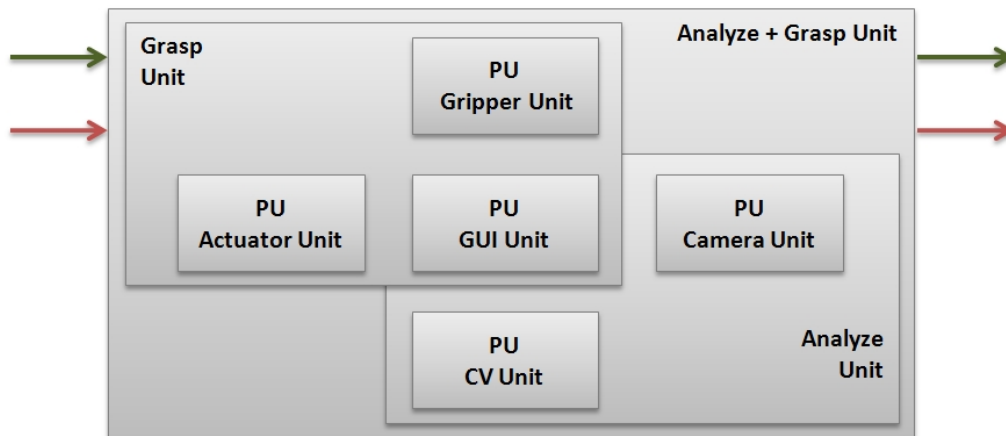 Grasp
Unit
Analyze + Grasp Unit
PU
Gripper Unit
PU
Actuator Unit
PU
GUI Unit
PU
Camera Unit
PU
CV Unit
Analyze
Unit